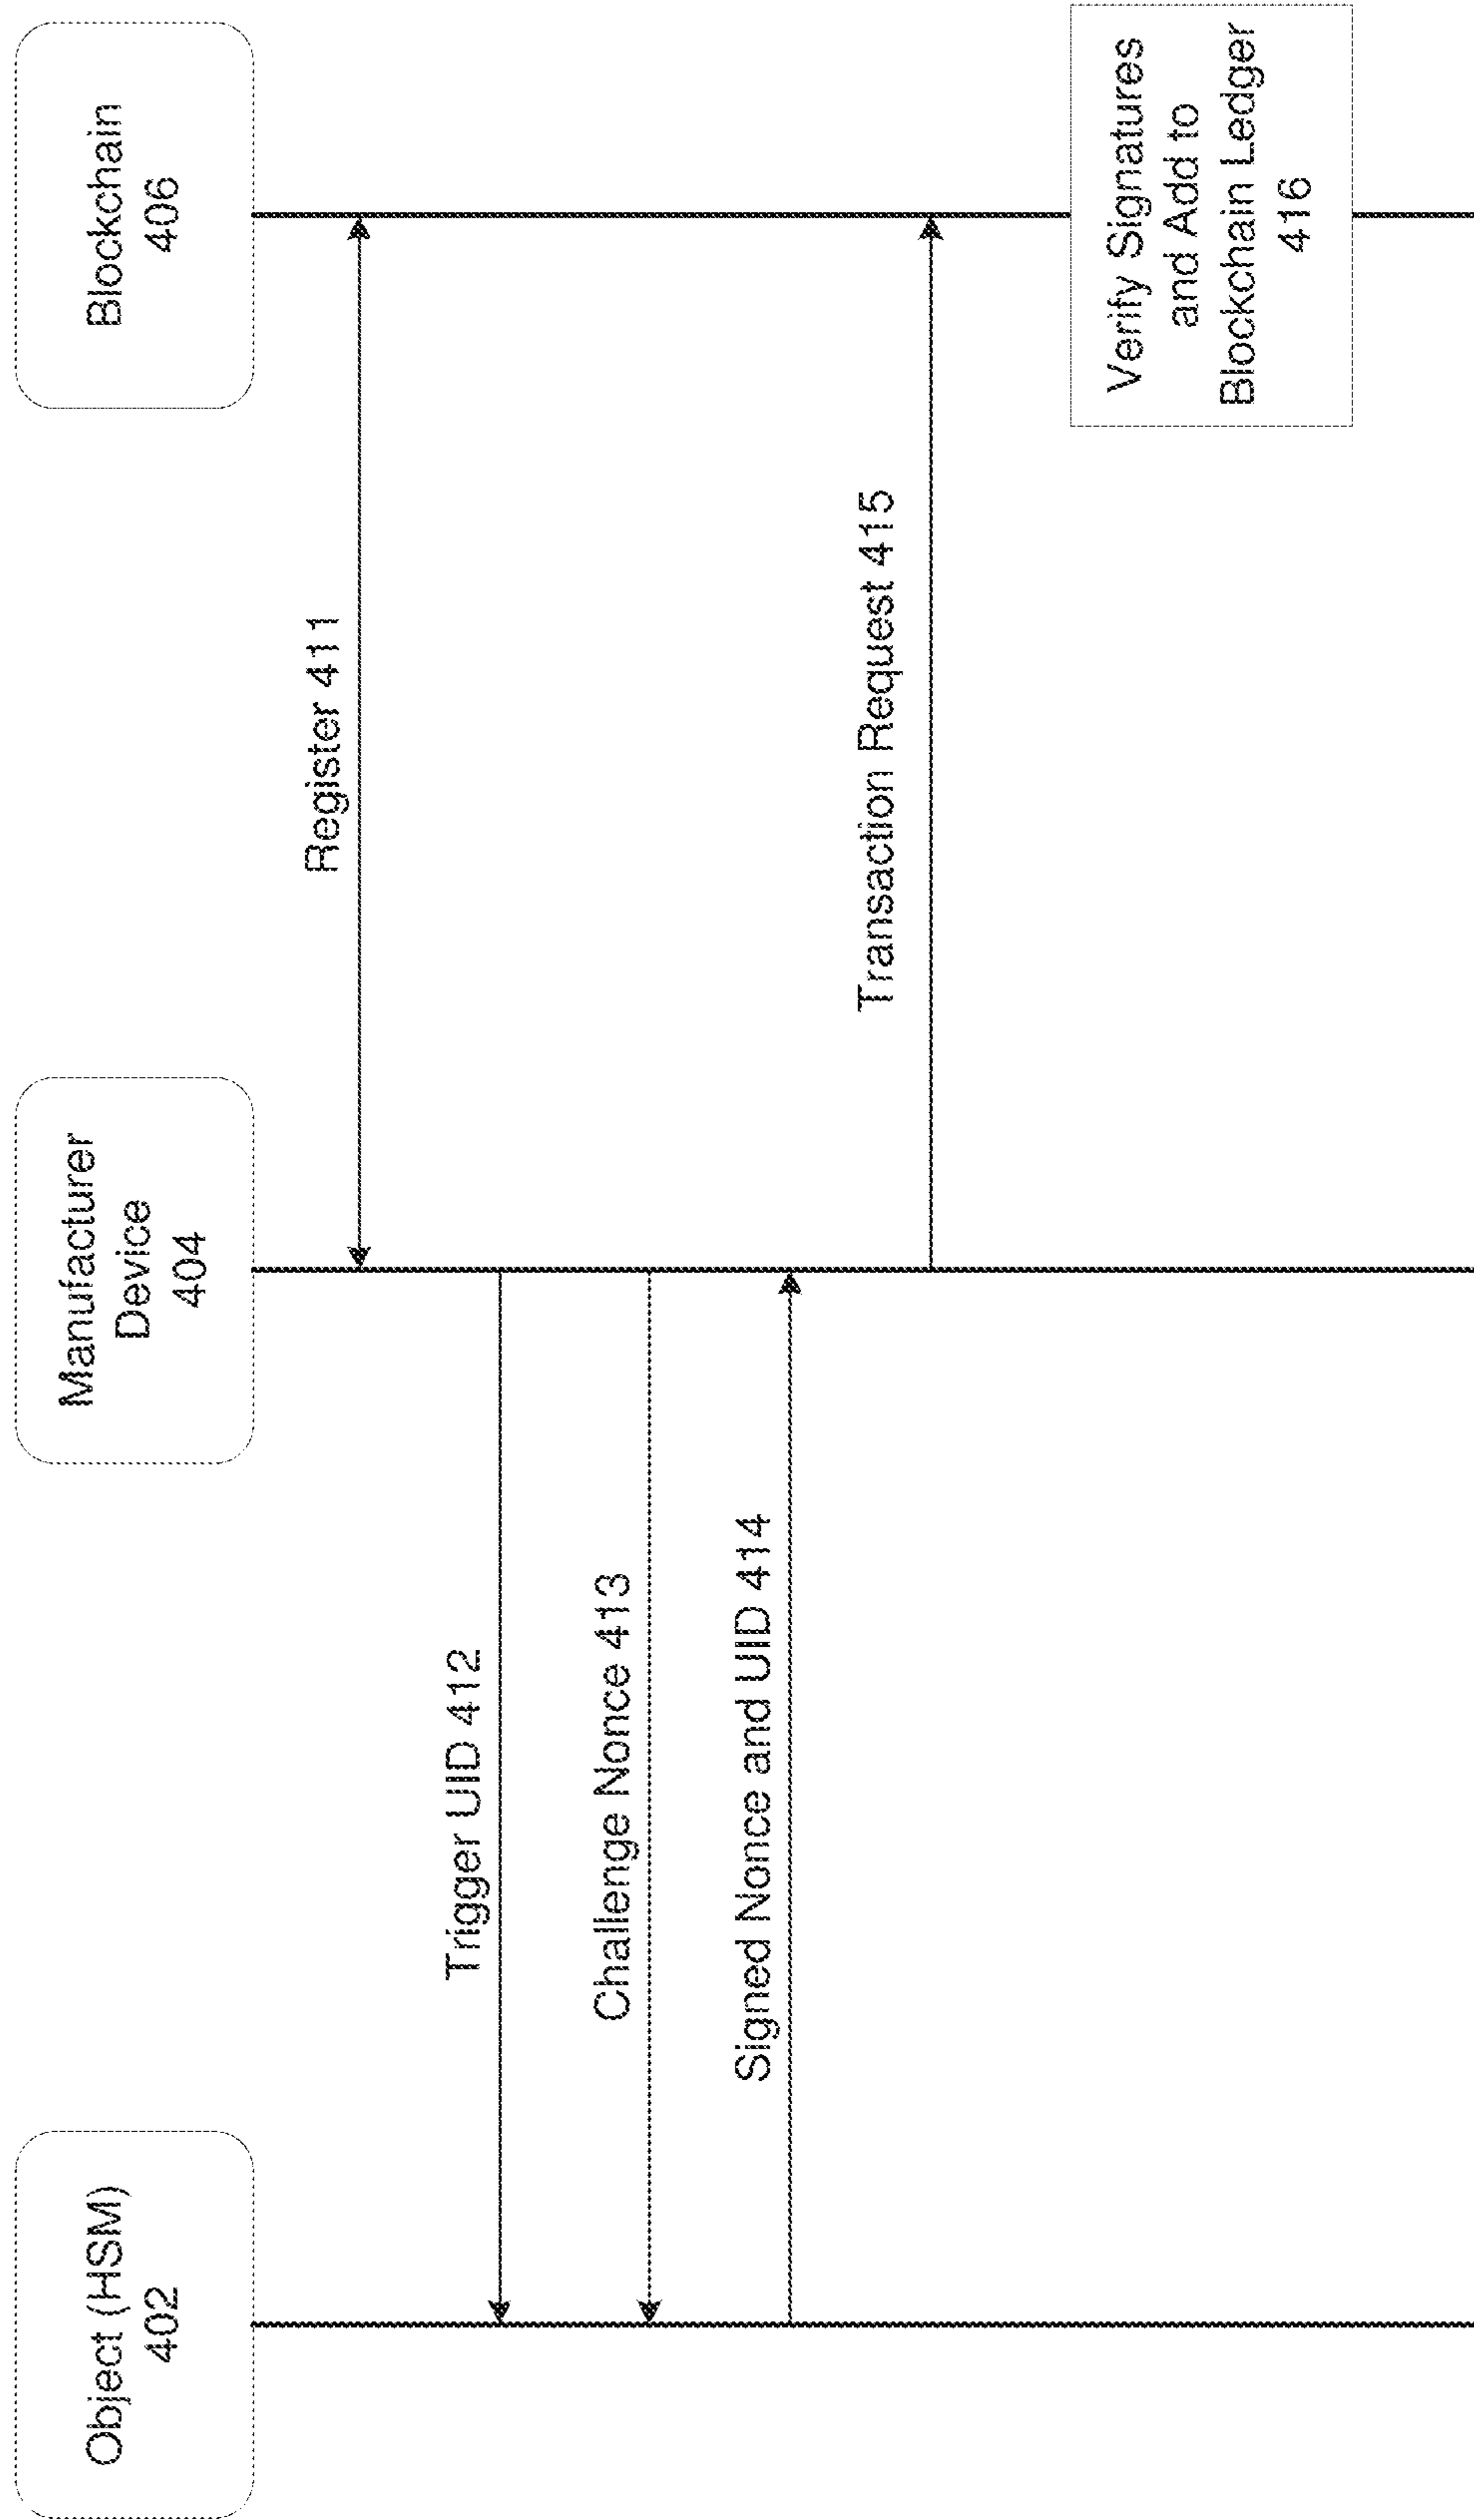 Object (HSM)
402
Manufacturer
Device
404
Blockchain
406
Register 411
Trigger UID 412
Challenge Nonce 413
Signed Nonce and UID 414
Transaction Request 415
Verify Signatures
and Add to
Blockchain Ledger
416